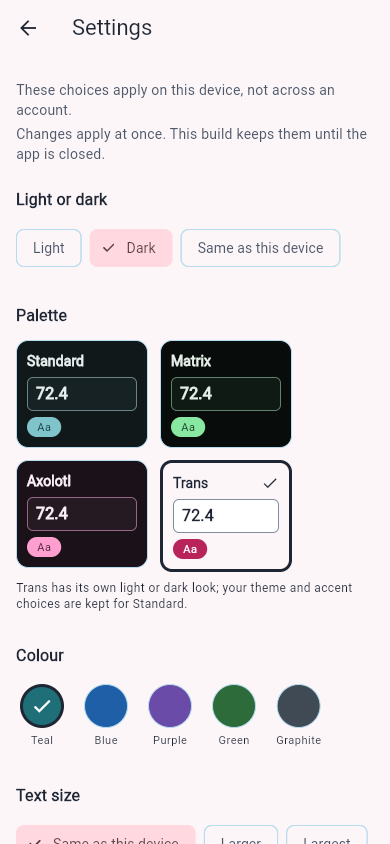 Settings
These choices apply on this device, not across an
account.
Changes apply at once. This build keeps them until the
app is closed.
Light or dark
Light
Dark
Same as this device
Palette
Standard
72.4
Aa
Matrix
72.4
Aa
Axolotl
72.4
Aa
Trans
72.4
Aa
Trans has its own light or dark look; your theme and accent
choices are kept for Standard.
Colour
Teal
Blue
Purple
Green
Graphite
Text size
Same as this device
Larger
Largest